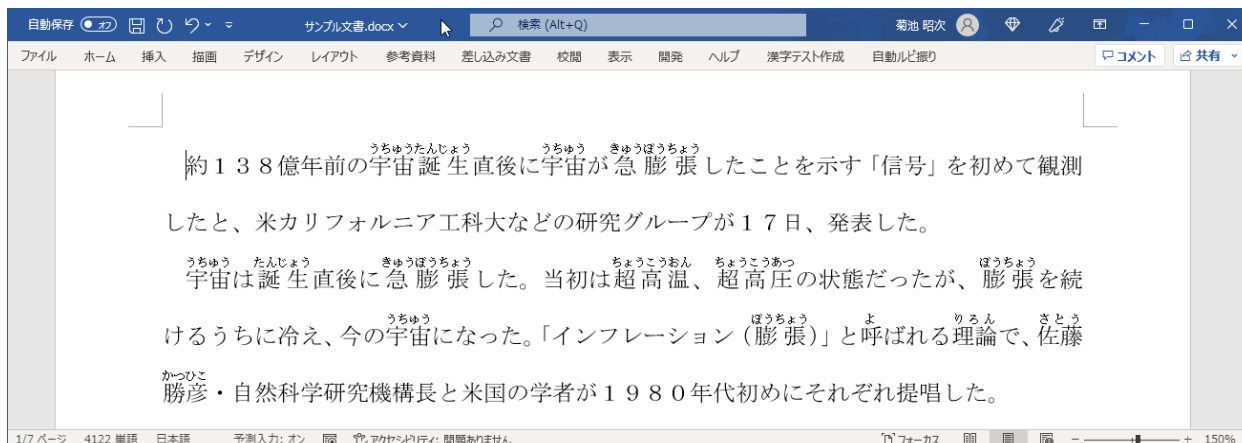 自動保存 オフ サンプル文書.docx 検索 (Alt+Q) 菊池 昭次
ファイル ホーム 挿入 描画 デザイン レイアウト 参考資料 差し込み文書 校閲 表示 開発 ヘルプ 漢字テスト作成 自動ルビ振り コメント 共有
うちゅうたんじょう うちゅう きゅうぼうちょう
約138億年前の宇宙誕生直後に宇宙が急膨張したことを示す「信号」を初めて観測
したと、米カリフォルニア工科大などの研究グループが17日、発表した。
うちゅう たんじょう きゅうぼうちょう ちょうこうおん ちょうこうあつ ぼうちょう
宇宙は誕生直後に急膨張した。当初は超高温、超高圧の状態だったが、膨張を続
うちゅう ぼうちょう よ りろん さとう
けるうちに冷え、今の宇宙になった。「インフレーション(膨張)」と呼ばれる理論で、佐藤
かつひこ
勝彦・自然科学研究機構長と米国の学者が1980年代初めにそれぞれ提唱した。
1/7 ページ 4122 単語 日本語 予測入力: オン アクセシビリティ: 問題ありません フォーカス 150%